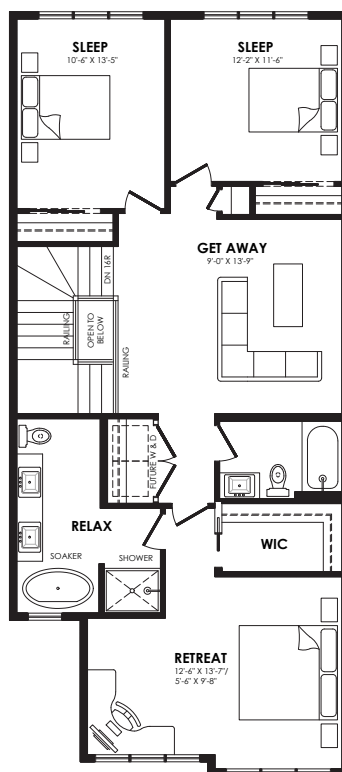 SLEEP
10'-6" X 13'-5"
SLEEP
12'-2" X 11'-6"
GET AWAY
9'-0" X 13'-9"
DN 16R
RAILING
OPEN TO
BELOW
RAILING
FUTURE W & D
RELAX
SOAKER
SHOWER
WIC
RETREAT
12'-6" X 13'-7"/
5'-6" X 9'-8"